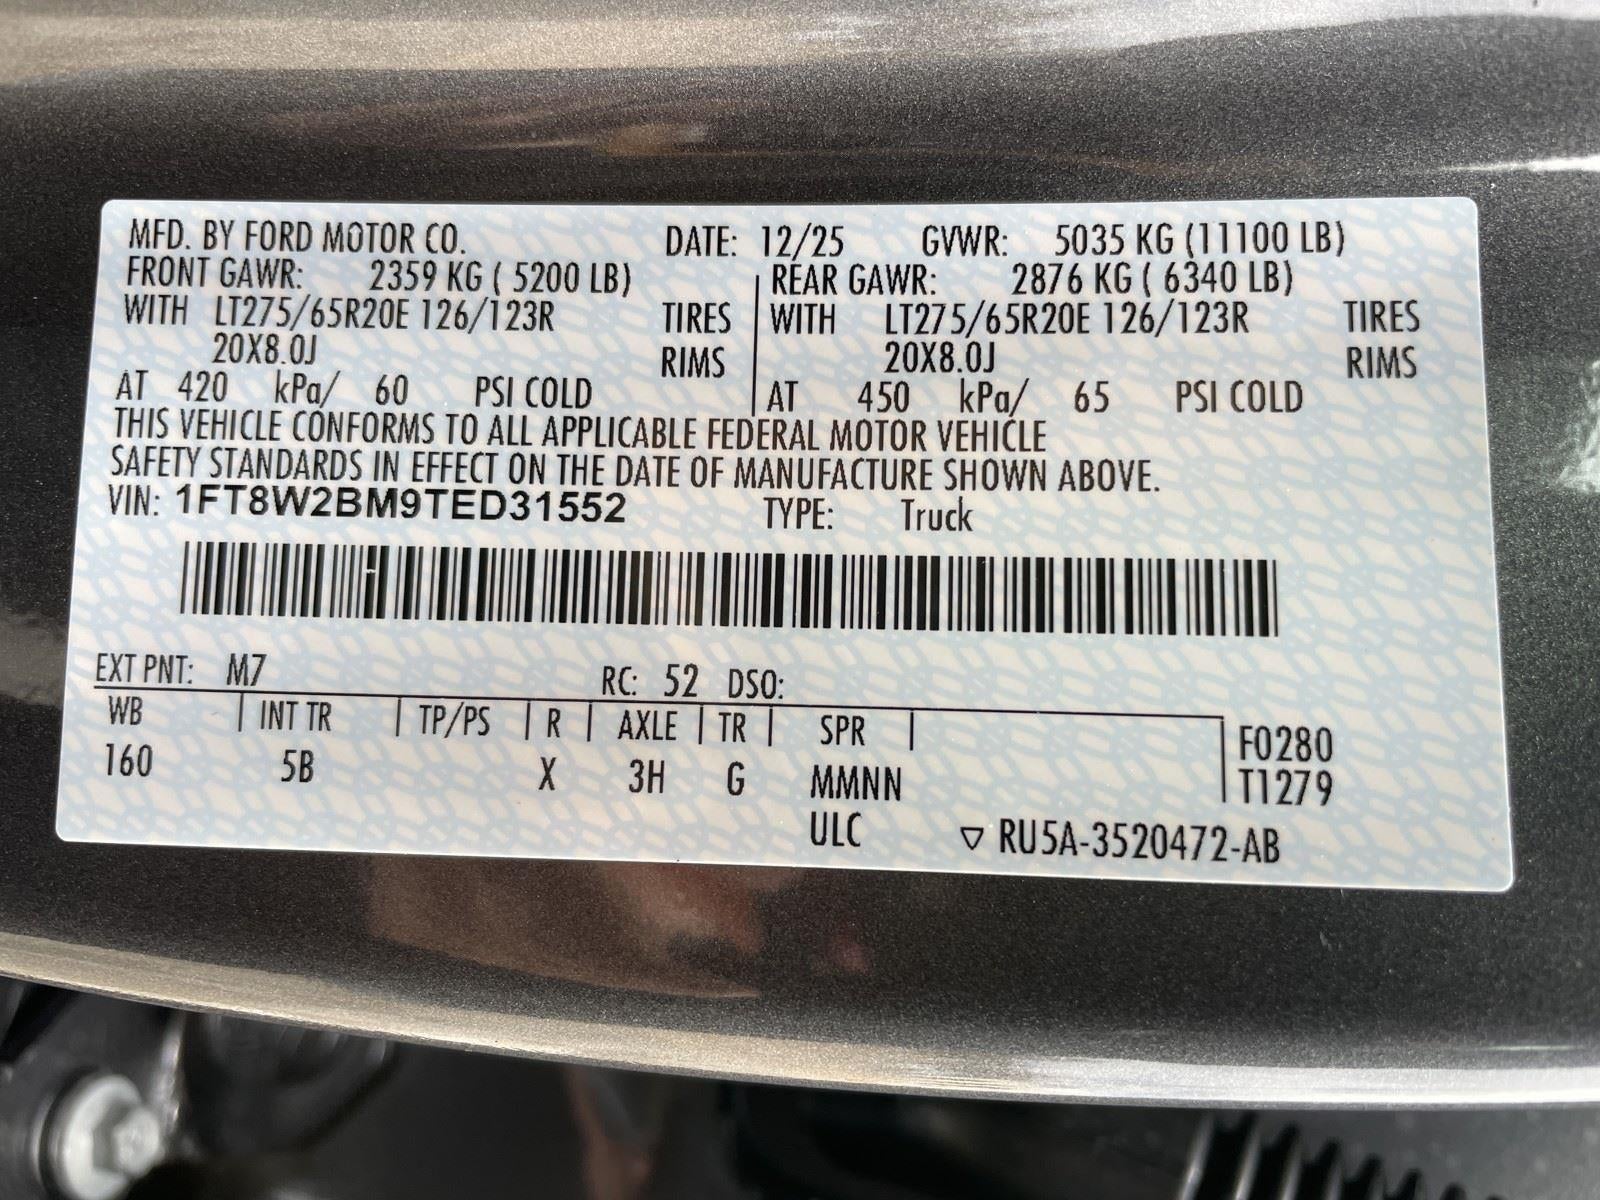 MFD. BY FORD MOTOR CO. DATE: 12/25 GVWR: 5035 KG (11100 LB)
FRONT GAWR: 2359 KG ( 5200 LB) REAR GAWR: 2876 KG ( 6340 LB)
WITH LT275/65R20E 126/123R TIRES WITH LT275/65R20E 126/123R TIRES
20X8.0J RIMS 20X8.0J RIMS
AT 420 kPa/ 60 PSI COLD AT 450 kPa/ 65 PSI COLD
THIS VEHICLE CONFORMS TO ALL APPLICABLE FEDERAL MOTOR VEHICLE
SAFETY STANDARDS IN EFFECT ON THE DATE OF MANUFACTURE SHOWN ABOVE.
VIN: 1FT8W2BM9TED31552 TYPE: Truck
EXT PNT: M7 RC: 52 DSO:
WB INT TR TP/PS R AXLE TR SPR F0280
160 5B X 3H G MMNN T1279
ULC ▽ RU5A-3520472-AB